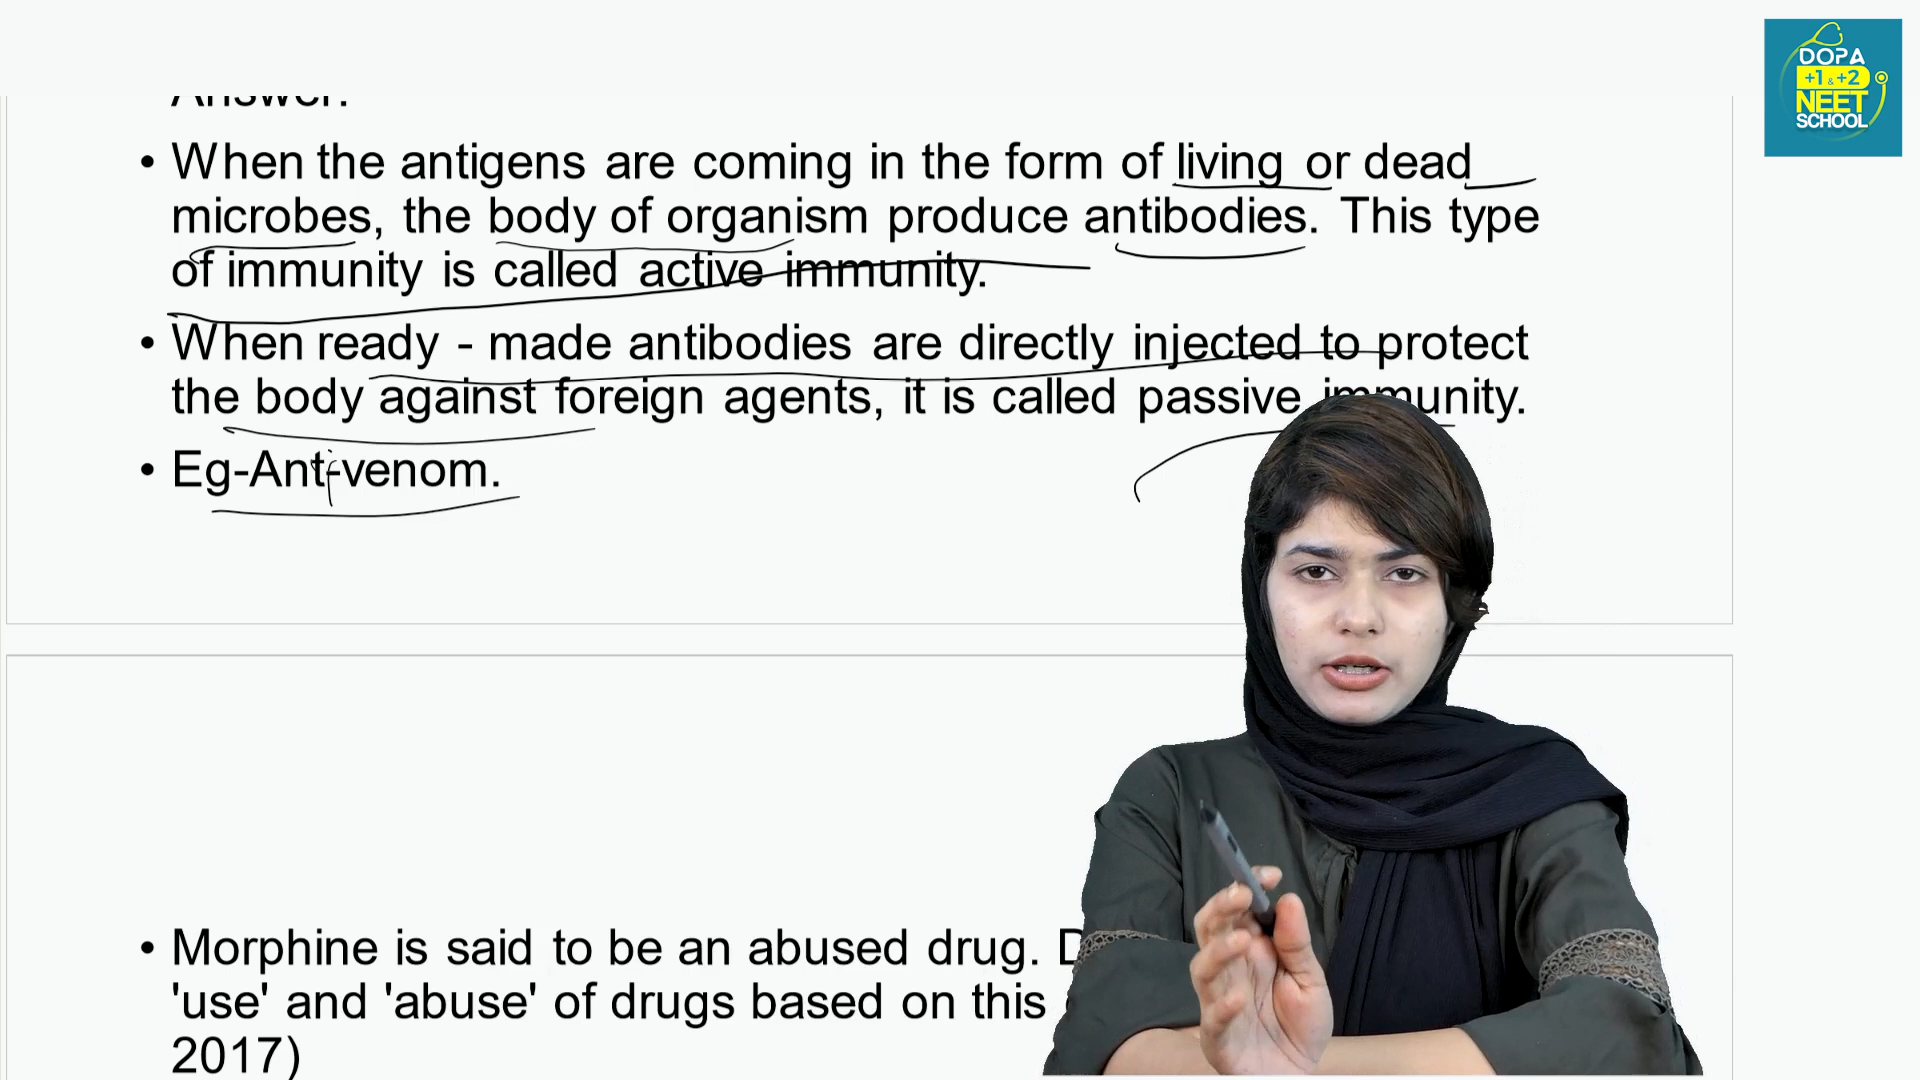 DOPA
+1 & +2
NEET
SCHOOL
Answer:
• When the antigens are coming in the form of living or dead
microbes, the body of organism produce antibodies. This type
of immunity is called active immunity.
• When ready - made antibodies are directly injected to protect
the body against foreign agents, it is called passive immunity.
• Eg-Anti-venom.
• Morphine is said to be an abused drug.
'use' and 'abuse' of drugs based on this
2017)